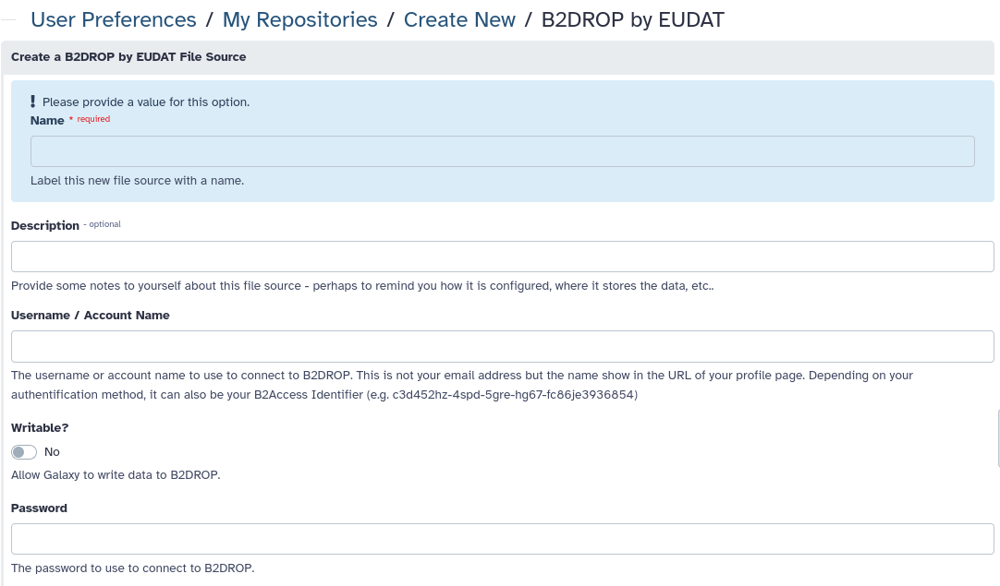 User Preferences / My Repositories / Create New / B2DROP by EUDAT
Create a B2DROP by EUDAT File Source
! Please provide a value for this option.
Name * required
Label this new file source with a name.
Description - optional
Provide some notes to yourself about this file source - perhaps to remind you how it is configured, where it stores the data, etc..
Username / Account Name
The username or account name to use to connect to B2DROP. This is not your email address but the name show in the URL of your profile page. Depending on your
authentification method, it can also be your B2Access Identifier (e.g. c3d452hz-4spd-5gre-hg67-fc86je3936854)
Writable?
No
Allow Galaxy to write data to B2DROP.
Password
The password to use to connect to B2DROP.